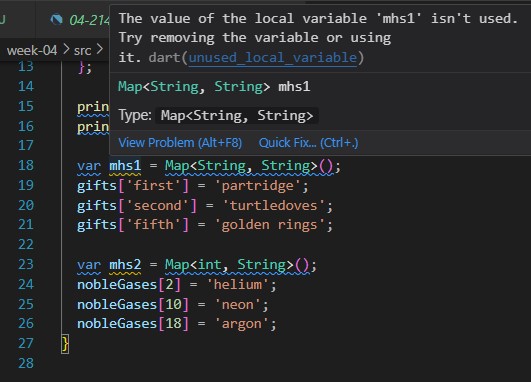 04-214
The value of the local variable 'mhs1' isn't used.
Try removing the variable or using
it. dart(unused_local_variable)
week-04 > src >
Map<String, String> mhs1
Type: Map<String, String>
View Problem (Alt+F8) Quick Fix... (Ctrl+.)
13 };
14
15 prin
16 prin
17
18 var mhs1 = Map<String, String>();
19 gifts['first'] = 'partridge';
20 gifts['second'] = 'turtledoves';
21 gifts['fifth'] = 'golden rings';
22
23 var mhs2 = Map<int, String>();
24 nobleGases[2] = 'helium';
25 nobleGases[10] = 'neon';
26 nobleGases[18] = 'argon';
27 }
28